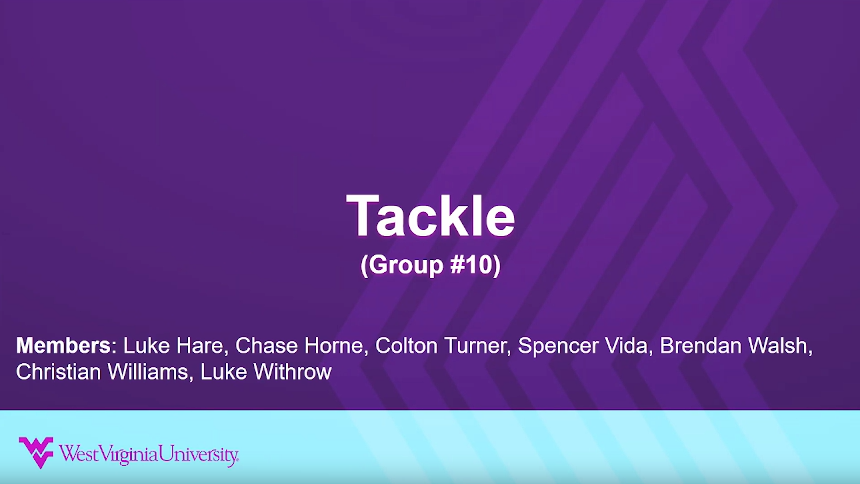 Tackle
(Group #10)
Members: Luke Hare, Chase Horne, Colton Turner, Spencer Vida, Brendan Walsh,
Christian Williams, Luke Withrow
WestVirginiaUniversity.